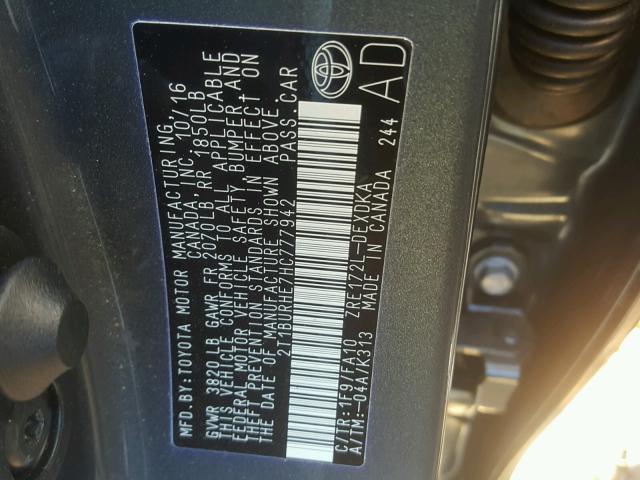 MFD. BY: TOYOTA MOTOR MANUFACTURING,
CANADA, INC. 10/16
GVWR 3820LB GAWR FR 2070LB RR 1850LB
THIS VEHICLE CONFORMS TO ALL APPLICABLE
FEDERAL MOTOR VEHICLE SAFETY, BUMPER AND
THEFT PREVENTION STANDARDS IN EFFECT ON
THE DATE OF MANUFACTURE SHOWN ABOVE.
2T1BURHE7HC777942 PASS.CAR
C/TR:1F9/FA10 ZRE172L-DEXDKA
A/TM:-04A/K313 MADE IN CANADA 244
AD